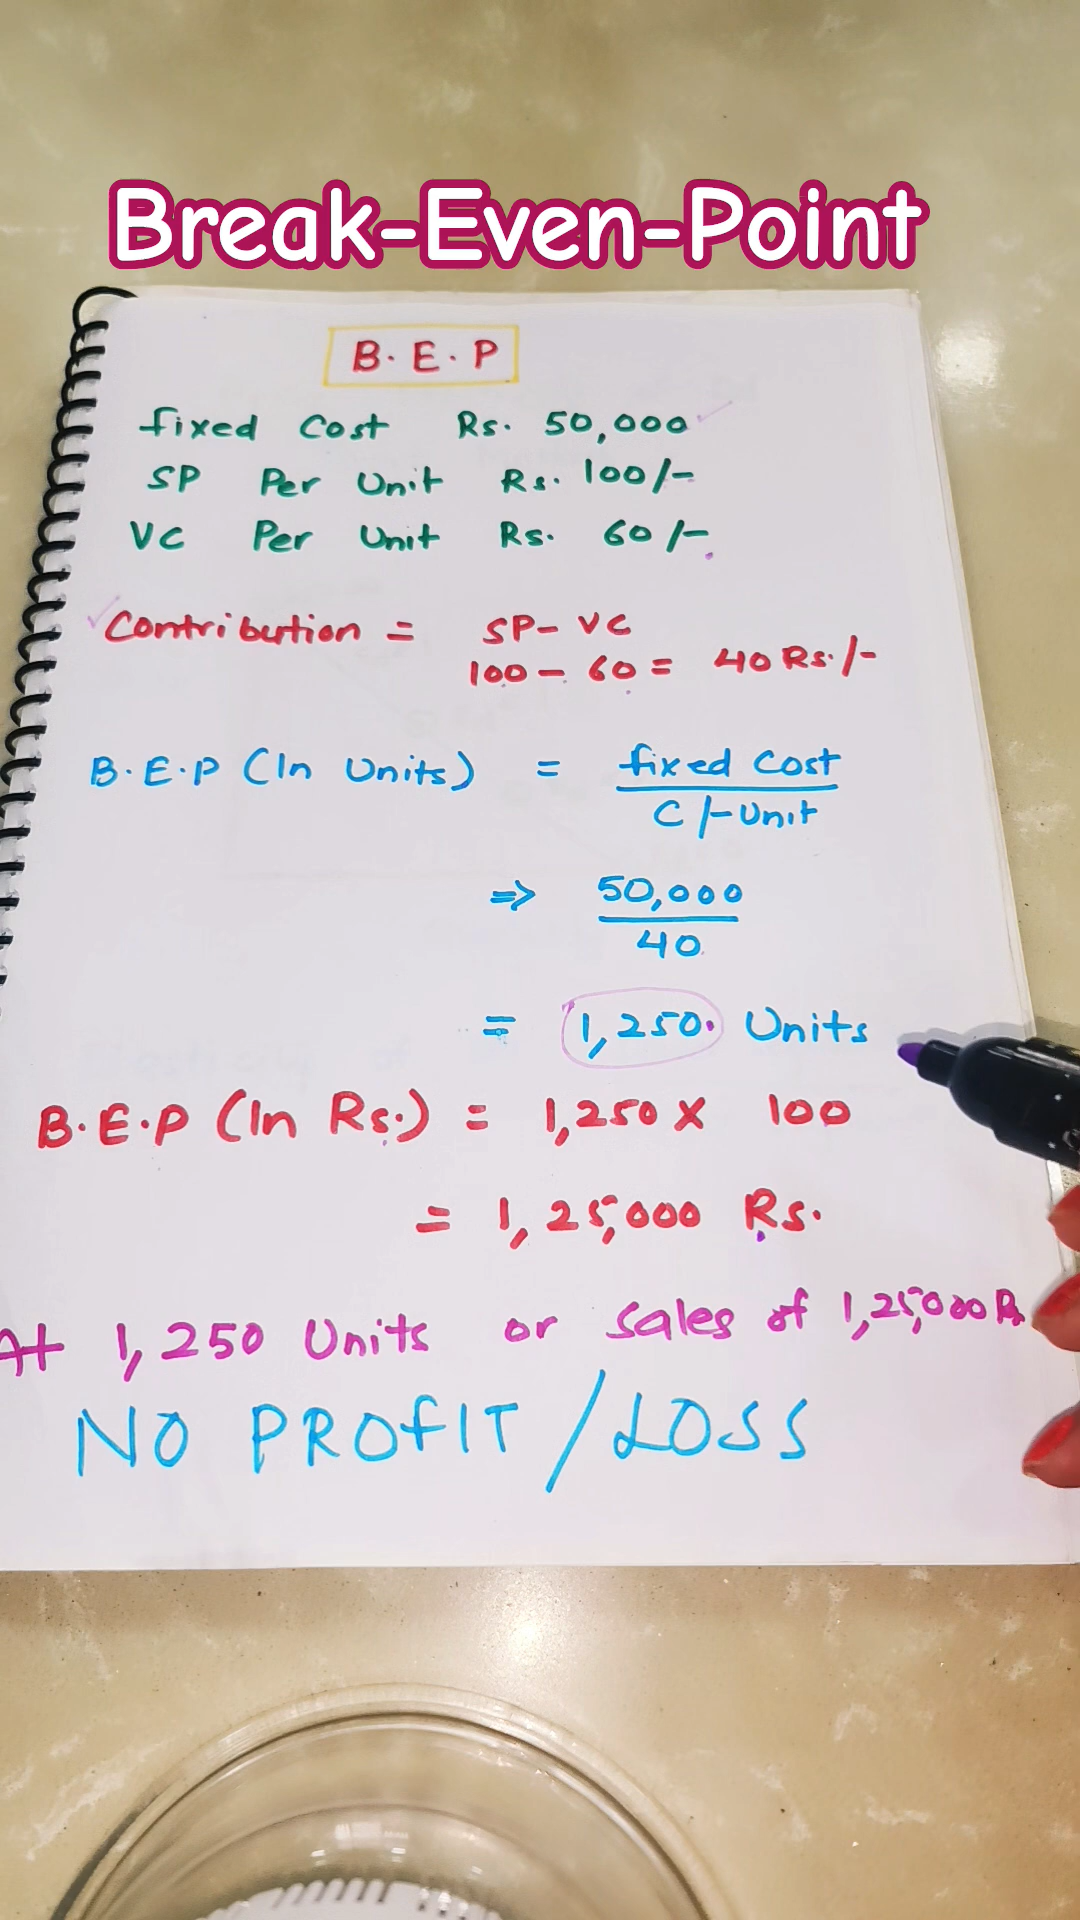 Break-Even-Point
B.E.P
fixed Cost Rs. 50,000
SP Per Unit Rs. 100/-
VC Per Unit Rs. 60/-
Contribution = SP- VC
100 - 60 = 40 Rs./-
B.E.P (In Units) = fixed Cost
C/-Unit
=> 50,000
40
= 1,250. Units
B.E.P (In Rs.) = 1,250 X 100
= 1,25,000 Rs.
At 1,250 Units or Sales of 1,25,000 Rs
NO PROfIT / LOSS